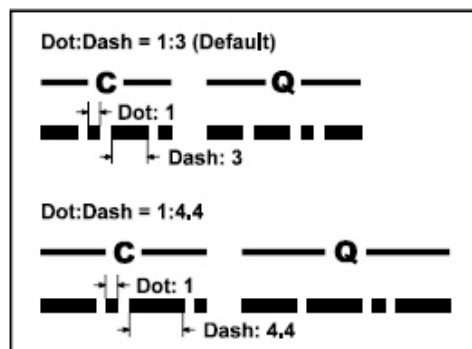 Dot:Dash = 1:3 (Default)
C Q
Dot: 1
Dash: 3
Dot:Dash = 1:4.4
C Q
Dot: 1
Dash: 4.4